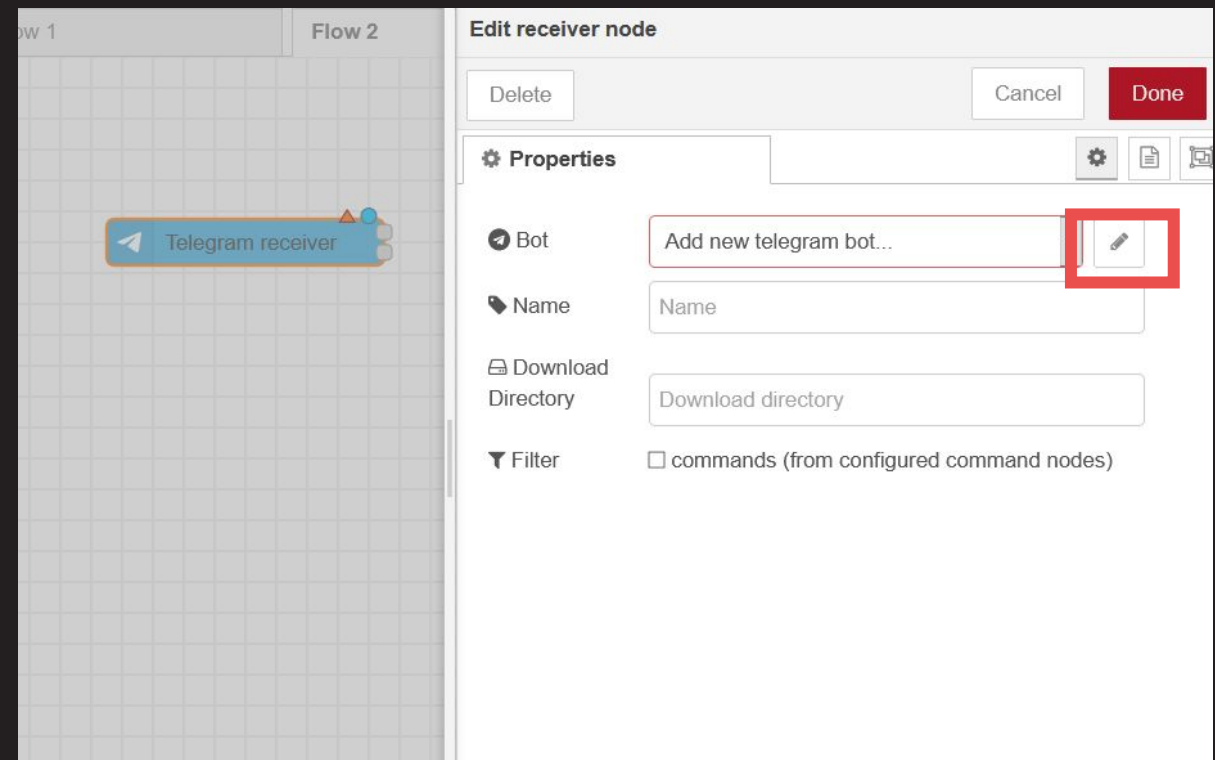 ow 1
Flow 2
Edit receiver node
Delete
Cancel
Done
Properties
Telegram receiver
Bot
Add new telegram bot...
Name
Name
Download
Directory
Download directory
Filter
commands (from configured command nodes)